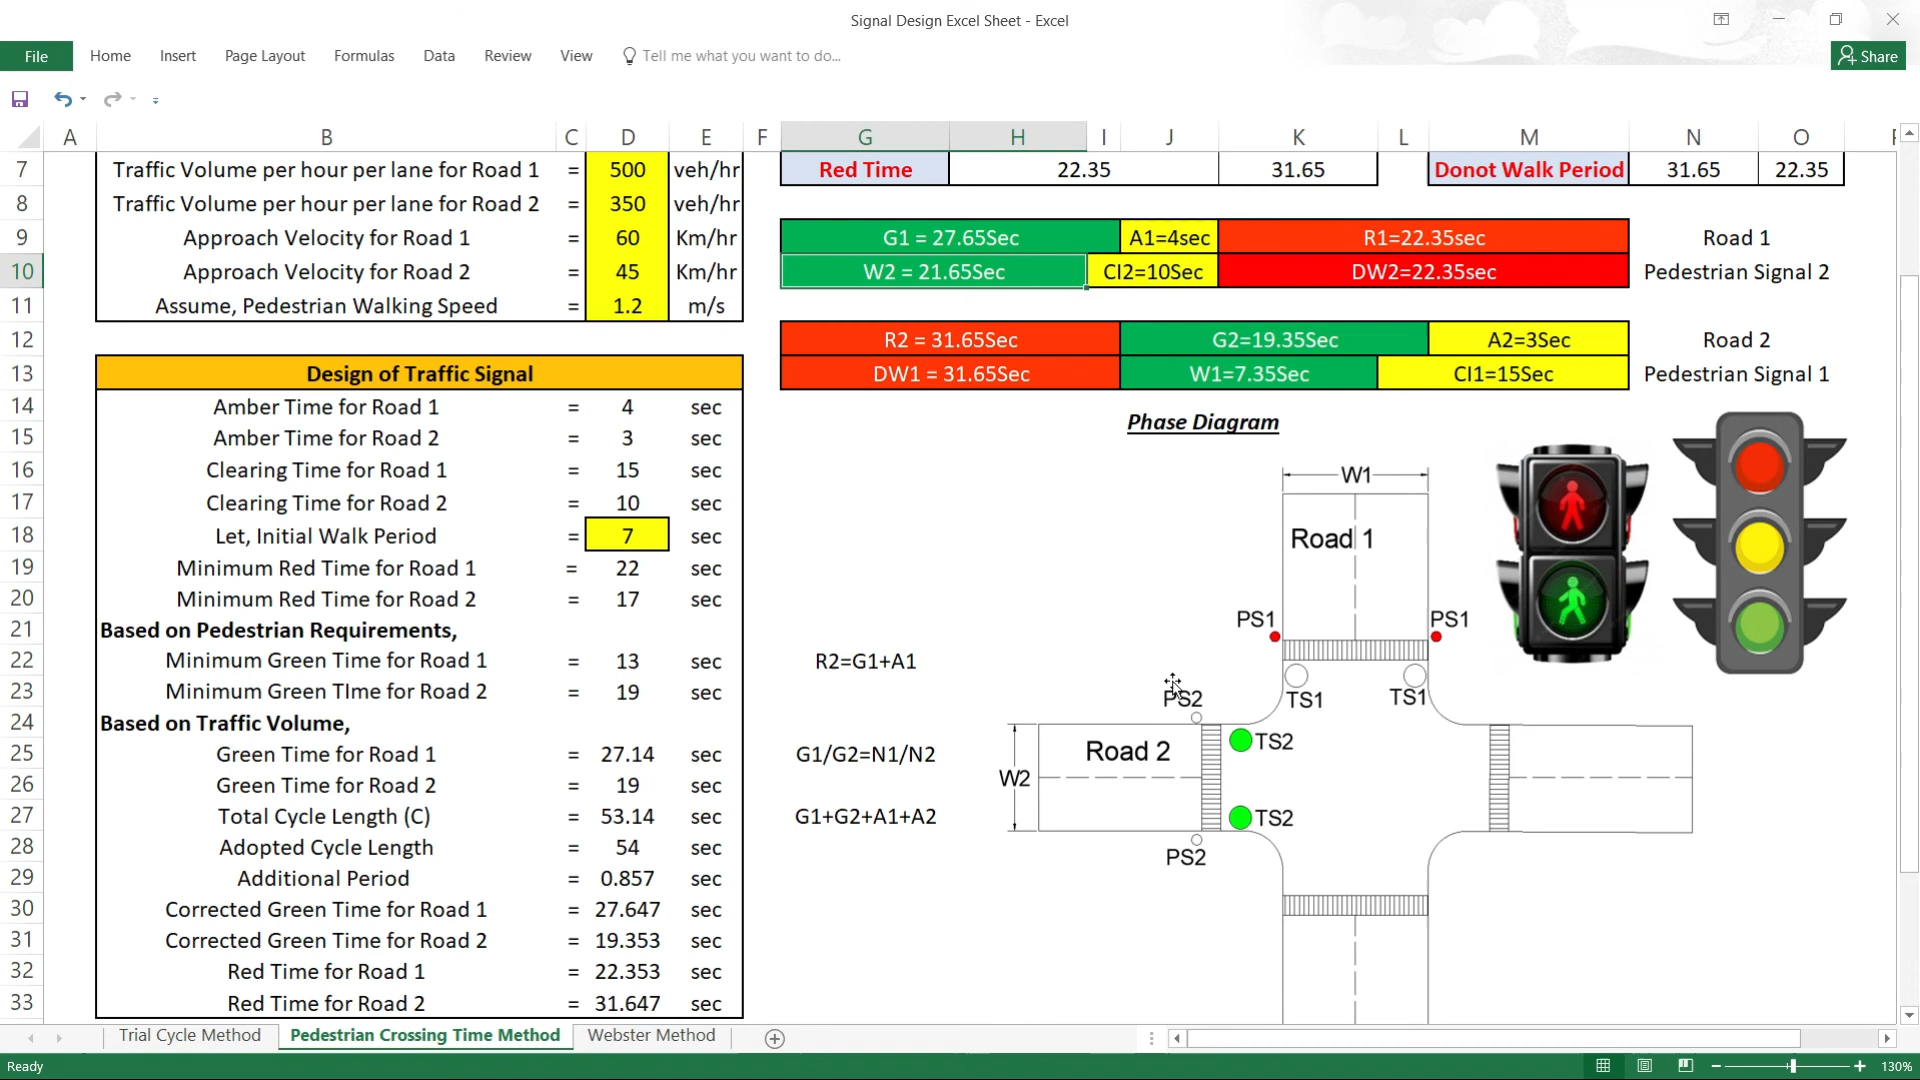 Signal Design Excel Sheet - Excel
File Home Insert Page Layout Formulas Data Review View Tell me what you want to do... Share
A B C D E F G H I J K L M N O
7 Traffic Volume per hour per lane for Road 1 = 500 veh/hr Red Time 22.35 31.65 Donot Walk Period 31.65 22.35
8 Traffic Volume per hour per lane for Road 2 = 350 veh/hr
9 Approach Velocity for Road 1 = 60 Km/hr G1 = 27.65Sec A1=4sec R1=22.35sec Road 1
10 Approach Velocity for Road 2 = 45 Km/hr W2 = 21.65Sec CI2=10Sec DW2=22.35sec Pedestrian Signal 2
11 Assume, Pedestrian Walking Speed = 1.2 m/s
12 R2 = 31.65Sec G2=19.35Sec A2=3Sec Road 2
13 Design of Traffic Signal DW1 = 31.65Sec W1=7.35Sec CI1=15Sec Pedestrian Signal 1
14 Amber Time for Road 1 = 4 sec Phase Diagram
15 Amber Time for Road 2 = 3 sec
16 Clearing Time for Road 1 = 15 sec W1
17 Clearing Time for Road 2 = 10 sec
18 Let, Initial Walk Period = 7 sec Road 1
19 Minimum Red Time for Road 1 = 22 sec
20 Minimum Red Time for Road 2 = 17 sec
21 Based on Pedestrian Requirements, PS1 PS1
22 Minimum Green Time for Road 1 = 13 sec R2=G1+A1
23 Minimum Green TIme for Road 2 = 19 sec PS2 TS1 TS1
24 Based on Traffic Volume,
25 Green Time for Road 1 = 27.14 sec G1/G2=N1/N2 Road 2 TS2
26 Green Time for Road 2 = 19 sec W2
27 Total Cycle Length (C) = 53.14 sec G1+G2+A1+A2 TS2
28 Adopted Cycle Length = 54 sec PS2
29 Additional Period = 0.857 sec
30 Corrected Green Time for Road 1 = 27.647 sec
31 Corrected Green Time for Road 2 = 19.353 sec
32 Red Time for Road 1 = 22.353 sec
33 Red Time for Road 2 = 31.647 sec
Trial Cycle Method Pedestrian Crossing Time Method Webster Method
Ready 130%